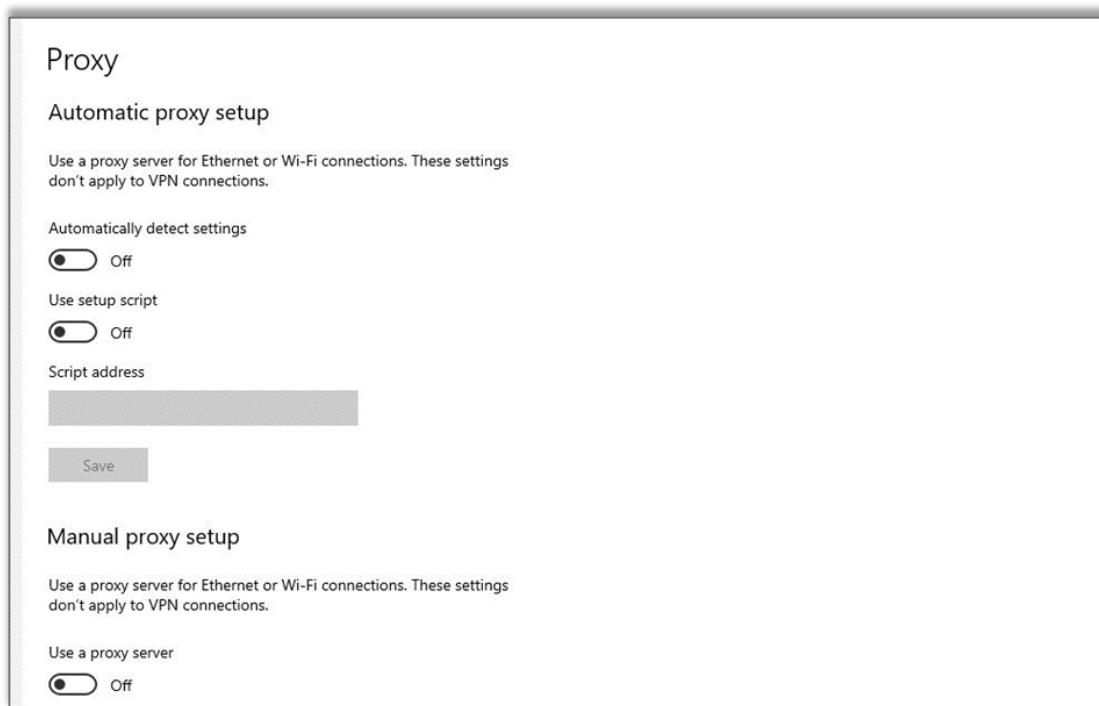 Proxy
Automatic proxy setup
Use a proxy server for Ethernet or Wi-Fi connections. These settings
don't apply to VPN connections.
Automatically detect settings
Off
Use setup script
Off
Script address
Save
Manual proxy setup
Use a proxy server for Ethernet or Wi-Fi connections. These settings
don't apply to VPN connections.
Use a proxy server
Off